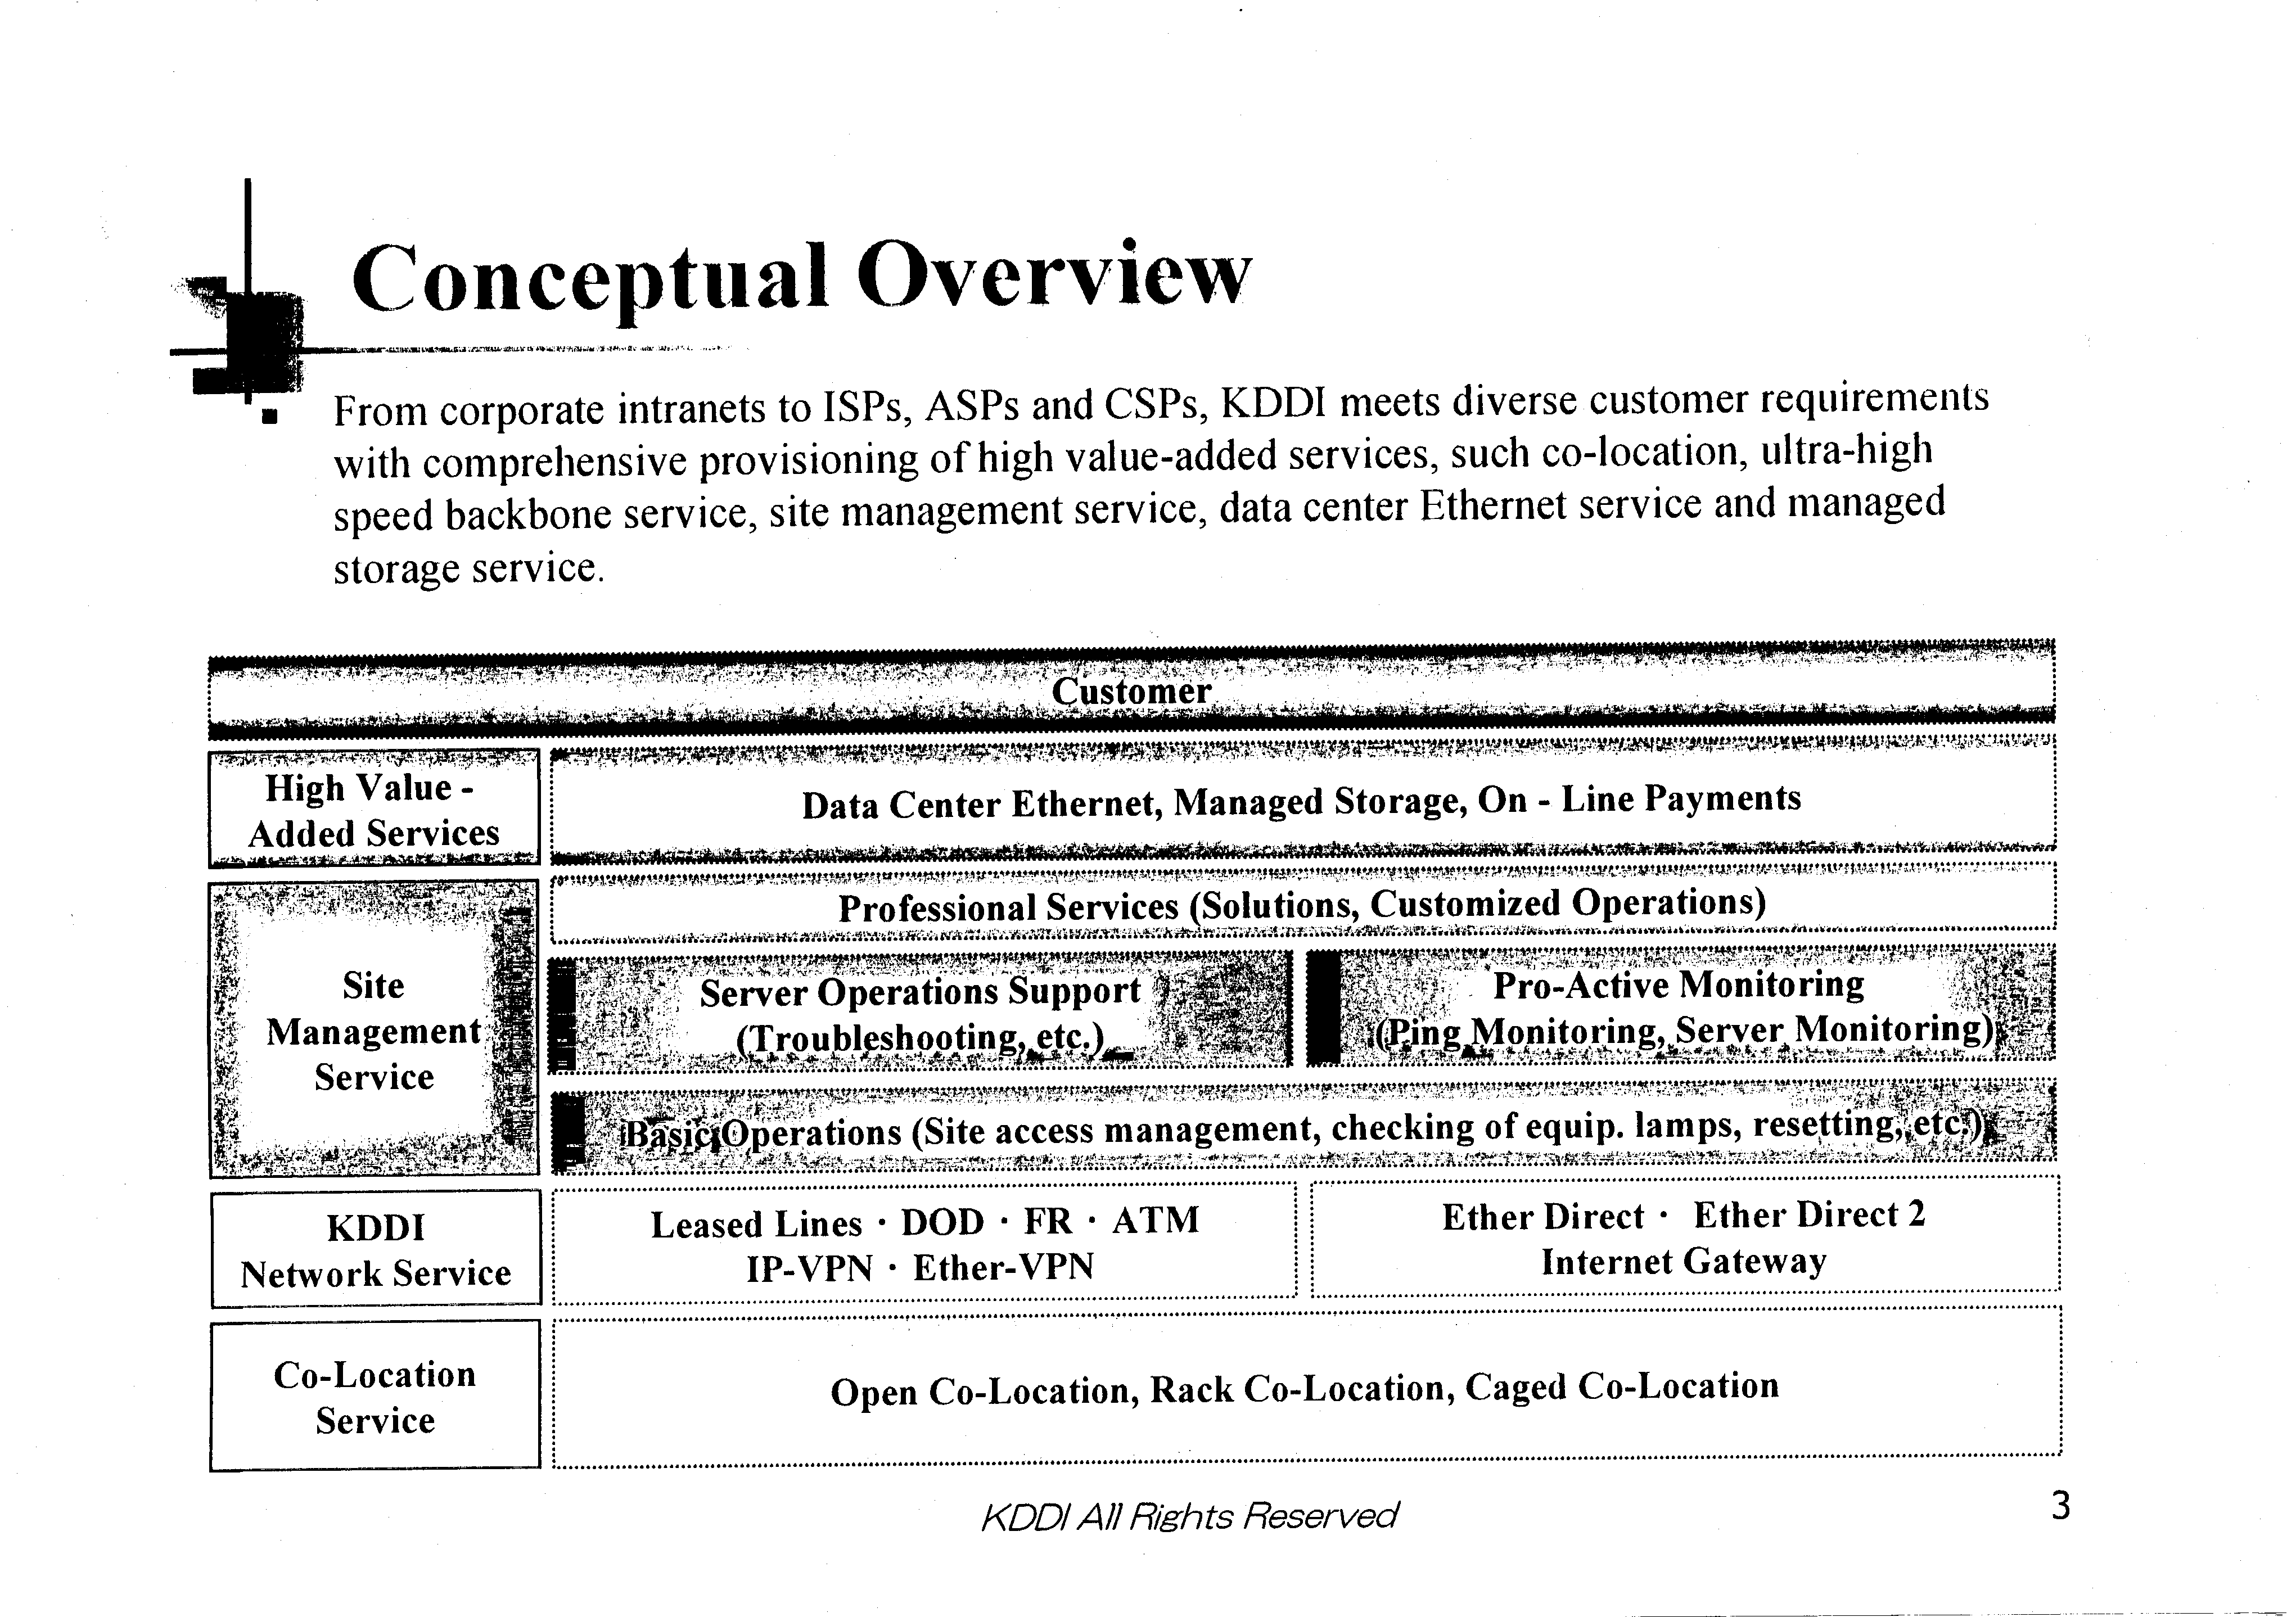 Conceptual Overview
▪ From corporate intranets to ISPs, ASPs and CSPs, KDDI meets diverse customer requirements
with comprehensive provisioning of high value-added services, such co-location, ultra-high
speed backbone service, site management service, data center Ethernet service and managed
storage service.
Customer
High Value -
Added Services
Data Center Ethernet, Managed Storage, On - Line Payments
Site
Management
Service
Professional Services (Solutions, Customized Operations)
Server Operations Support
(Troubleshooting, etc.)
Pro-Active Monitoring
(Ping Monitoring, Server Monitoring)
Basic Operations (Site access management, checking of equip. lamps, resetting, etc.)
KDDI
Network Service
Leased Lines・DOD・FR・ATM
IP-VPN・Ether-VPN
Ether Direct・ Ether Direct 2
Internet Gateway
Co-Location
Service
Open Co-Location, Rack Co-Location, Caged Co-Location
KDDI All Rights Reserved
3